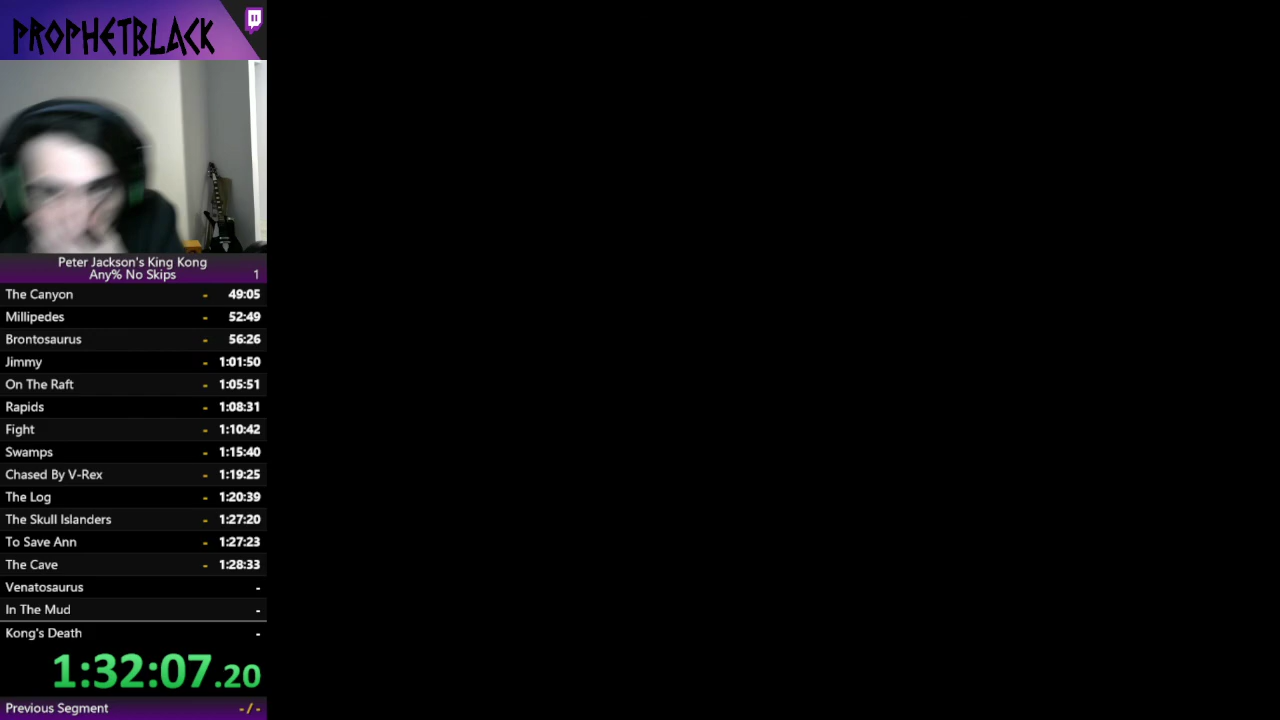 PROPHETBLACK
Peter Jackson's King Kong
Any% No Skips 1
The Canyon - 49:05
Millipedes - 52:49
Brontosaurus - 56:26
Jimmy - 1:01:50
On The Raft - 1:05:51
Rapids - 1:08:31
Fight - 1:10:42
Swamps - 1:15:40
Chased By V-Rex - 1:19:25
The Log - 1:20:39
The Skull Islanders - 1:27:20
To Save Ann - 1:27:23
The Cave - 1:28:33
Venatosaurus -
In The Mud -
Kong's Death -
1:32:07.20
Previous Segment - / -